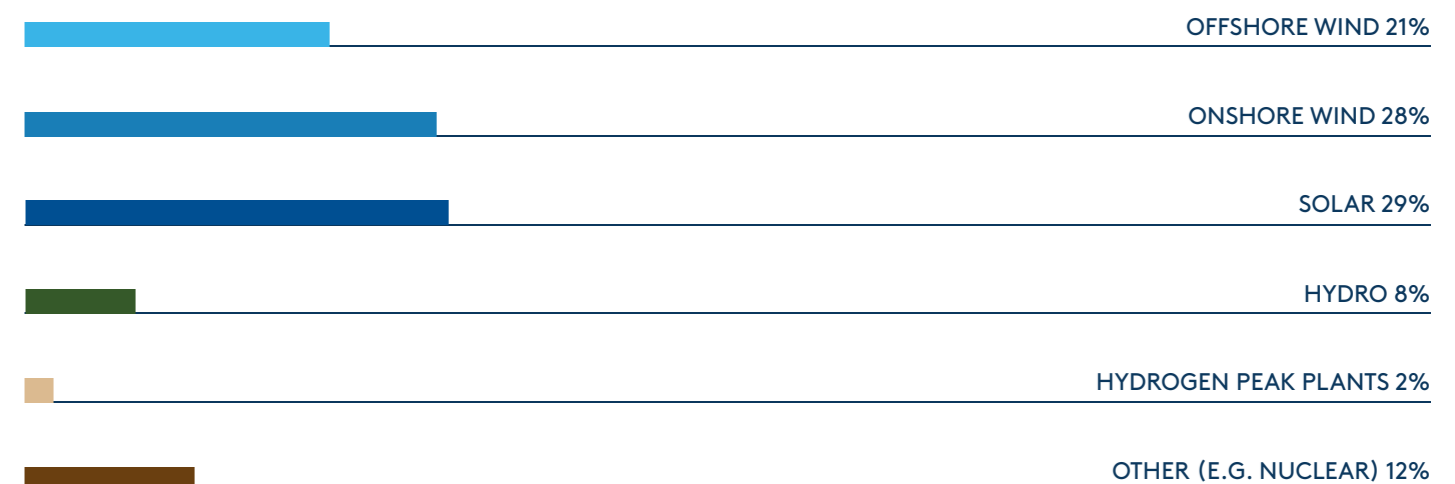 OFFSHORE WIND 21%
ONSHORE WIND 28%
SOLAR 29%
HYDRO 8%
HYDROGEN PEAK PLANTS 2%
OTHER (E.G. NUCLEAR) 12%